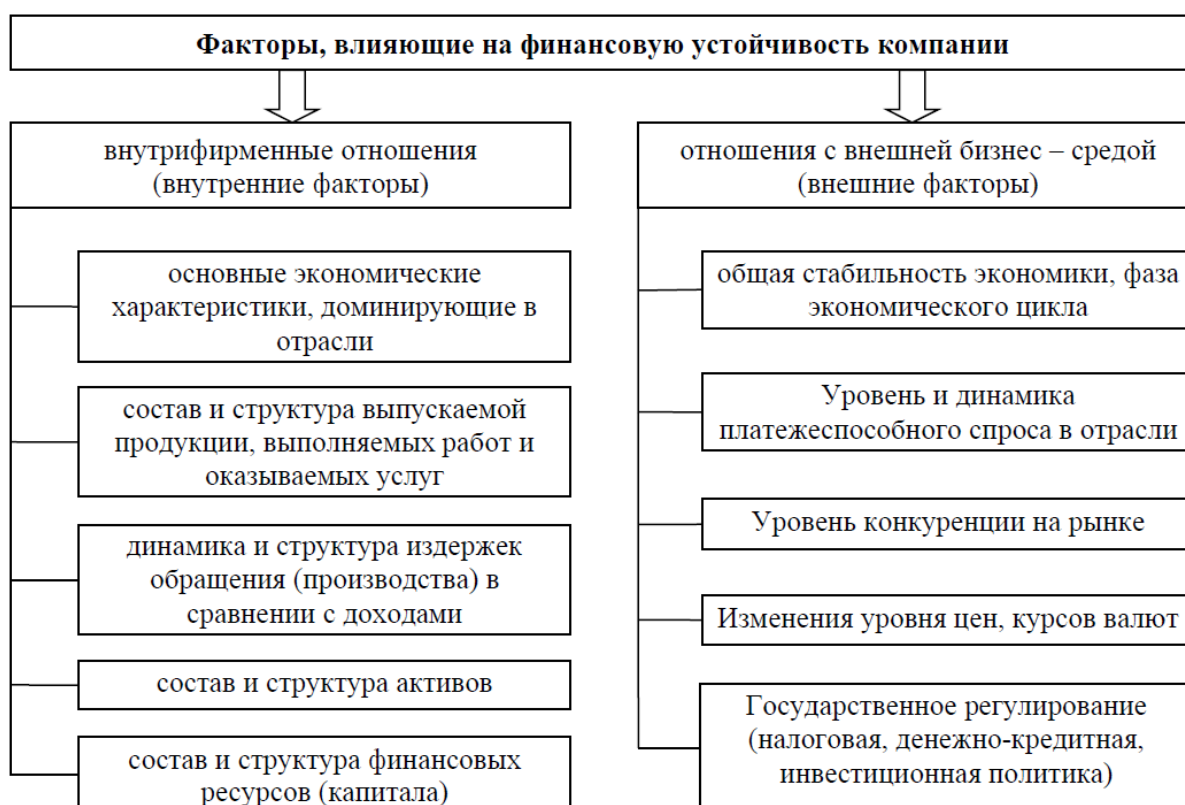 Факторы, влияющие на финансовую устойчивость компании
внутрифирменные отношения
(внутренние факторы)
основные экономические
характеристики, доминирующие в
отрасли
состав и структура выпускаемой
продукции, выполняемых работ и
оказываемых услуг
динамика и структура издержек
обращения (производства) в
сравнении с доходами
состав и структура активов
состав и структура финансовых
ресурсов (капитала)
отношения с внешней бизнес – средой
(внешние факторы)
общая стабильность экономики, фаза
экономического цикла
Уровень и динамика
платежеспособного спроса в отрасли
Уровень конкуренции на рынке
Изменения уровня цен, курсов валют
Государственное регулирование
(налоговая, денежно-кредитная,
инвестиционная политика)